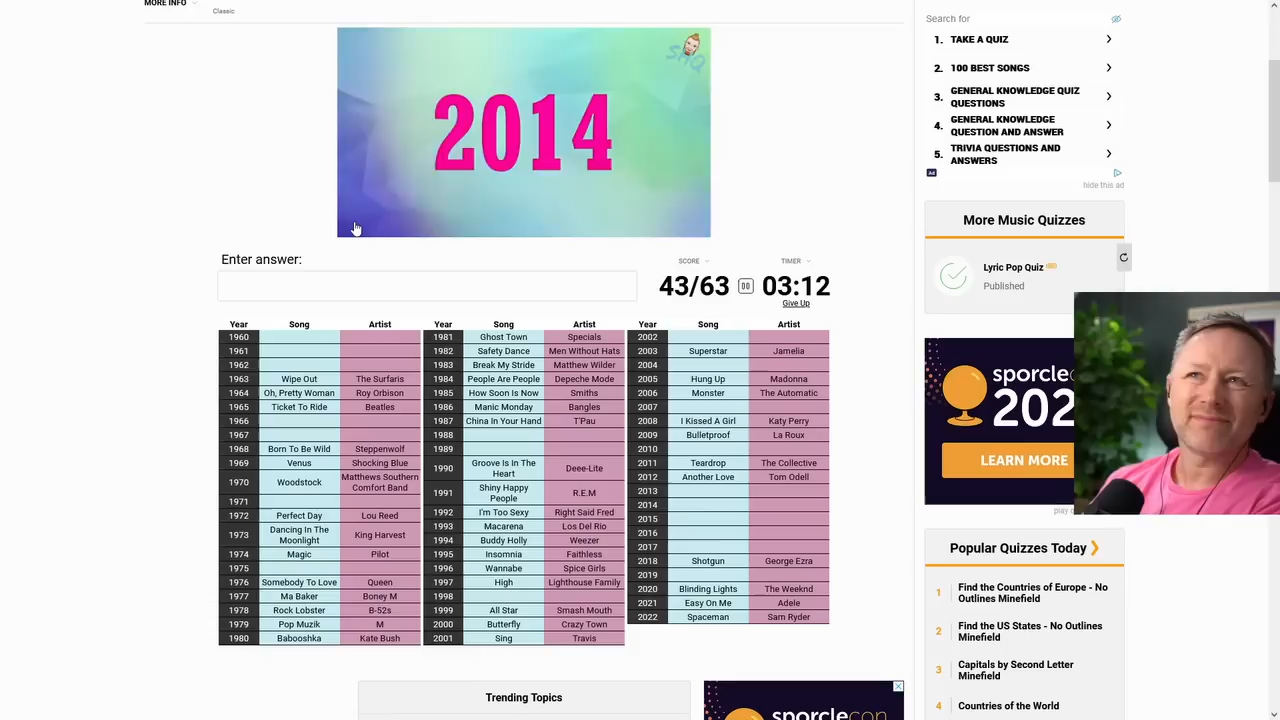 MORE INFO
Classic
SHQ
2014
Enter answer:
SCORE
TIMER
43/63
03:12
Give Up
Year Song Artist
1960
1961
1962
1963 Wipe Out The Surfaris
1964 Oh, Pretty Woman Roy Orbison
1965 Ticket To Ride Beatles
1966
1967
1968 Born To Be Wild Steppenwolf
1969 Venus Shocking Blue
1970 Woodstock Matthews Southern
Comfort Band
1971
1972 Perfect Day Lou Reed
1973 Dancing In The
Moonlight King Harvest
1974 Magic Pilot
1975
1976 Somebody To Love Queen
1977 Ma Baker Boney M
1978 Rock Lobster B-52s
1979 Pop Muzik M
1980 Babooshka Kate Bush
Year Song Artist
1981 Ghost Town Specials
1982 Safety Dance Men Without Hats
1983 Break My Stride Matthew Wilder
1984 People Are People Depeche Mode
1985 How Soon Is Now Smiths
1986 Manic Monday Bangles
1987 China In Your Hand T'Pau
1988
1989
1990 Groove Is In The
Heart Deee-Lite
1991 Shiny Happy
People R.E.M
1992 I'm Too Sexy Right Said Fred
1993 Macarena Los Del Rio
1994 Buddy Holly Weezer
1995 Insomnia Faithless
1996 Wannabe Spice Girls
1997 High Lighthouse Family
1998
1999 All Star Smash Mouth
2000 Butterfly Crazy Town
2001 Sing Travis
Year Song Artist
2002
2003 Superstar Jamelia
2004
2005 Hung Up Madonna
2006 Monster The Automatic
2007
2008 I Kissed A Girl Katy Perry
2009 Bulletproof La Roux
2010
2011 Teardrop The Collective
2012 Another Love Tom Odell
2013
2014
2015
2016
2017
2018 Shotgun George Ezra
2019
2020 Blinding Lights The Weeknd
2021 Easy On Me Adele
2022 Spaceman Sam Ryder
Trending Topics
sporclecon
Search for
1. TAKE A QUIZ
2. 100 BEST SONGS
3. GENERAL KNOWLEDGE QUIZ
QUESTIONS
4. GENERAL KNOWLEDGE
QUESTION AND ANSWER
5. TRIVIA QUESTIONS AND
ANSWERS
Ad
hide this ad
More Music Quizzes
Lyric Pop Quiz
Published
sporclec
202
LEARN MORE
Popular Quizzes Today
1 Find the Countries of Europe - No
Outlines Minefield
2 Find the US States - No Outlines
Minefield
3 Capitals by Second Letter
Minefield
4 Countries of the World